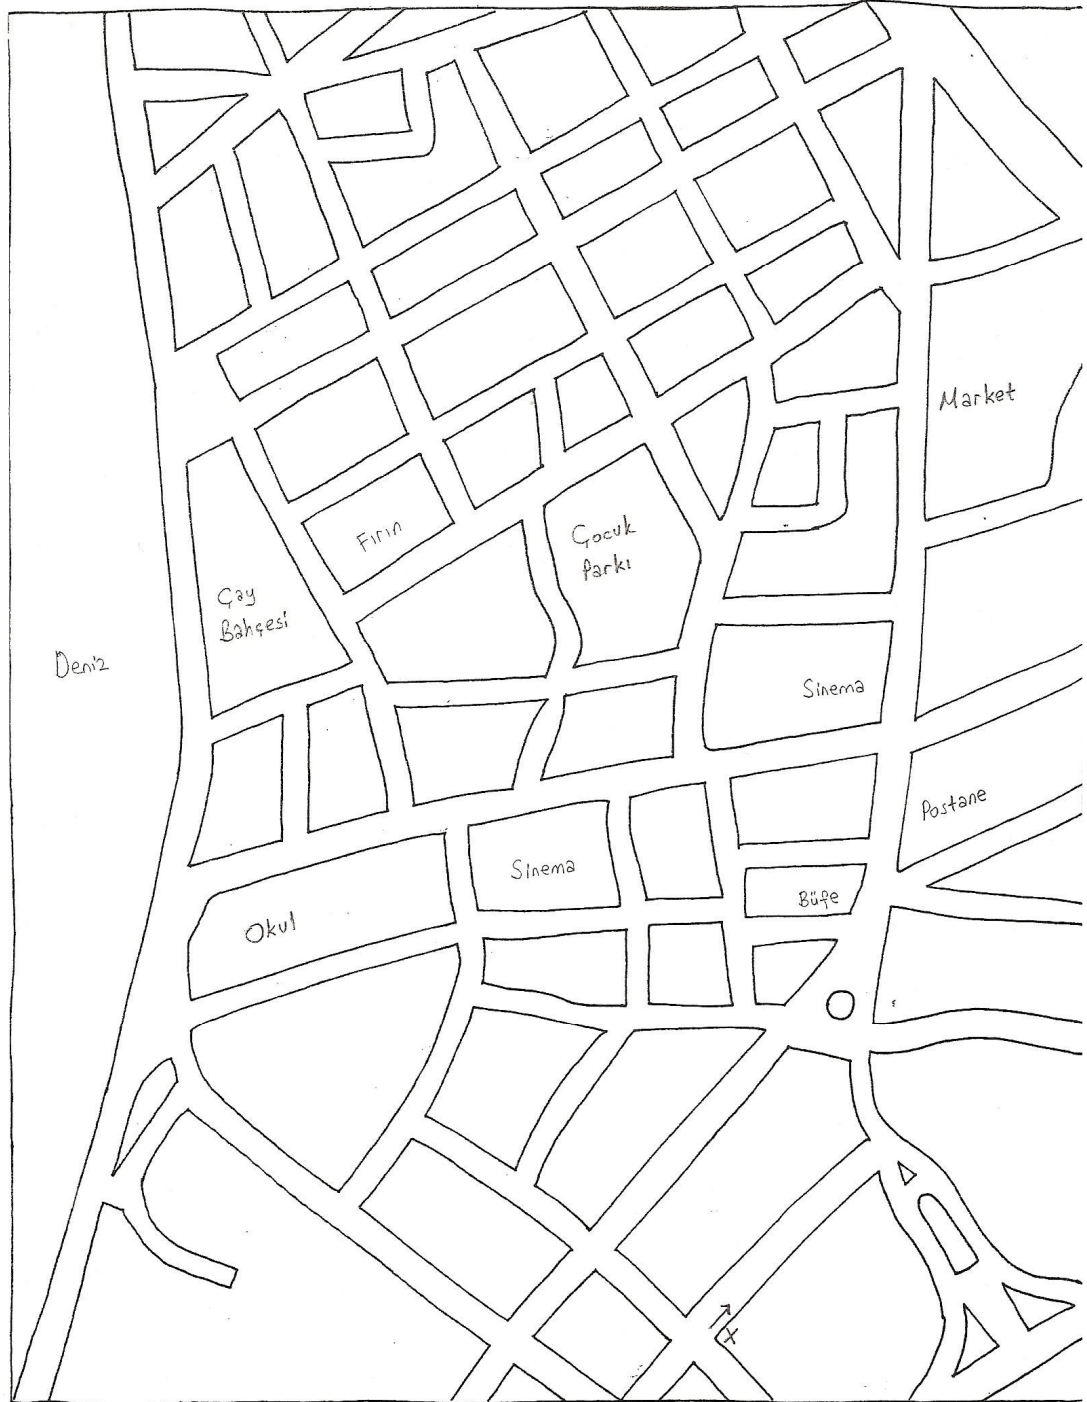 Market
Fırın
Çocuk
Parkı
Çay
Bahçesi
Deniz
Sinema
Postane
Sinema
Büfe
Okul
X